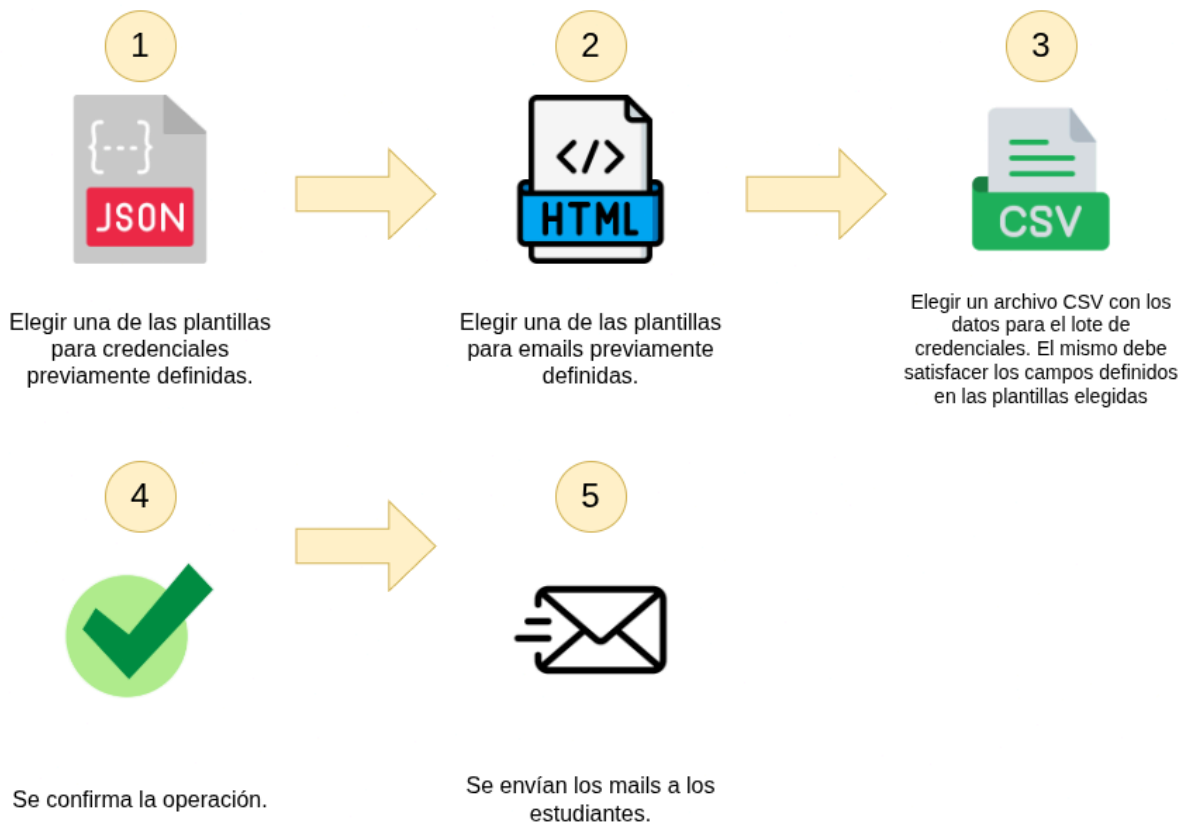 1
2
3
{---}
JSON
</>
HTML
CSV
Elegir una de las plantillas
para credenciales
previamente definidas.
Elegir una de las plantillas
para emails previamente
definidas.
Elegir un archivo CSV con los
datos para el lote de
credenciales. El mismo debe
satisfacer los campos definidos
en las plantillas elegidas
4
5
Se confirma la operación.
Se envían los mails a los
estudiantes.